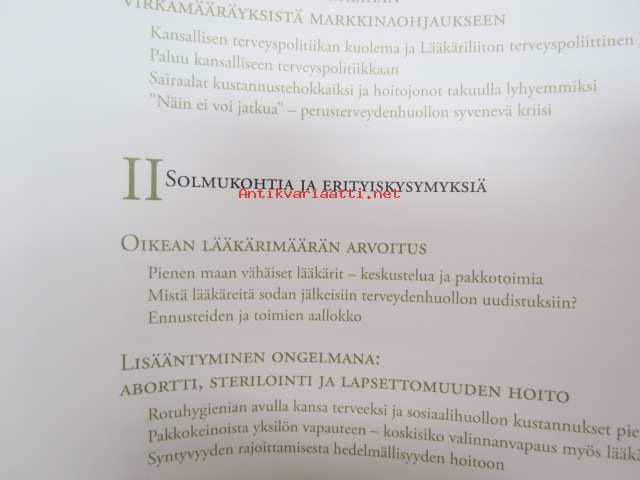 VIRKAMÄÄRÄYKSISTÄ MARKKINAOHJAUKSEEN
Kansallisen terveyspolitiikan kuolema ja Lääkäriliiton terveyspoliittinen
Paluu kansalliseen terveyspolitiikkaan
Sairaalat kustannustehokkaiksi ja hoitojonot takuulla lyhyemmiksi
”Näin ei voi jatkua” – perusterveydenhuollon syvenevä kriisi
II SOLMUKOHTIA JA ERITYISKYSYMYKSIÄ
Antikvariaatti.net
OIKEAN LÄÄKÄRIMÄÄRÄN ARVOITUS
Pienen maan vähäiset lääkärit – keskustelua ja pakkotoimia
Mistä lääkäreitä sodan jälkeisiin terveydenhuollon uudistuksiin?
Ennusteiden ja toimien aallokko
LISÄÄNTYMINEN ONGELMANA:
ABORTTI, STERILOINTI JA LAPSETTOMUUDEN HOITO
Rotuhygienian avulla kansa terveeksi ja sosiaalihuollon kustannukset pie
Pakkokeinoista yksilön vapauteen – koskisiko valinnanvapaus myös lääkä
Syntyvyyden rajoittamisesta hedelmällisyyden hoitoon